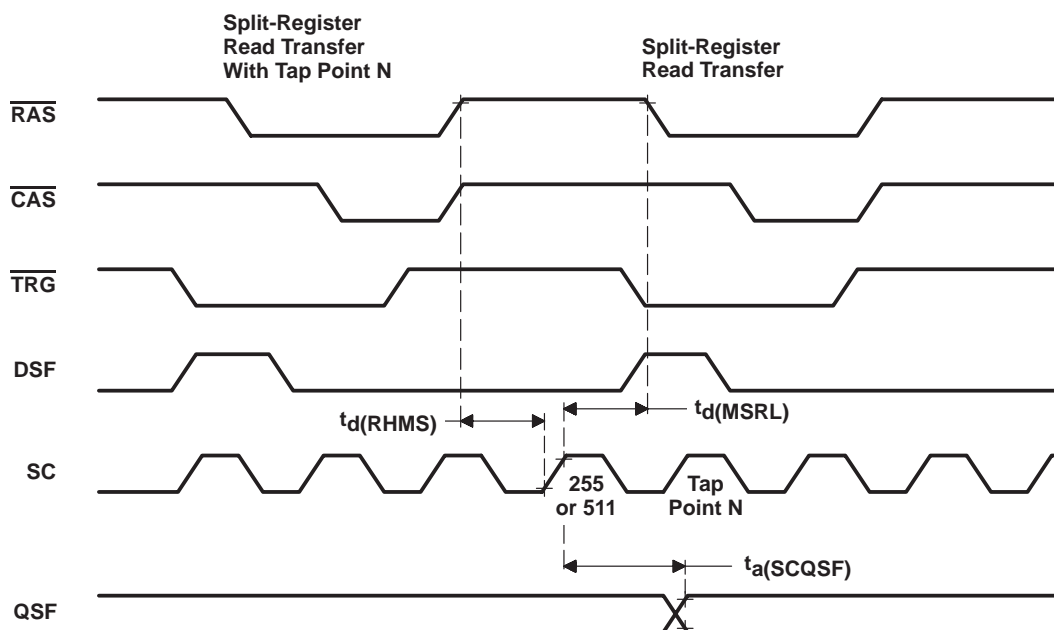 Split-Register
Read Transfer
With Tap Point N
Split-Register
Read Transfer
RAS
CAS
TRG
DSF
td(RHMS)
td(MSRL)
SC
255
or 511
Tap
Point N
ta(SCQSF)
QSF